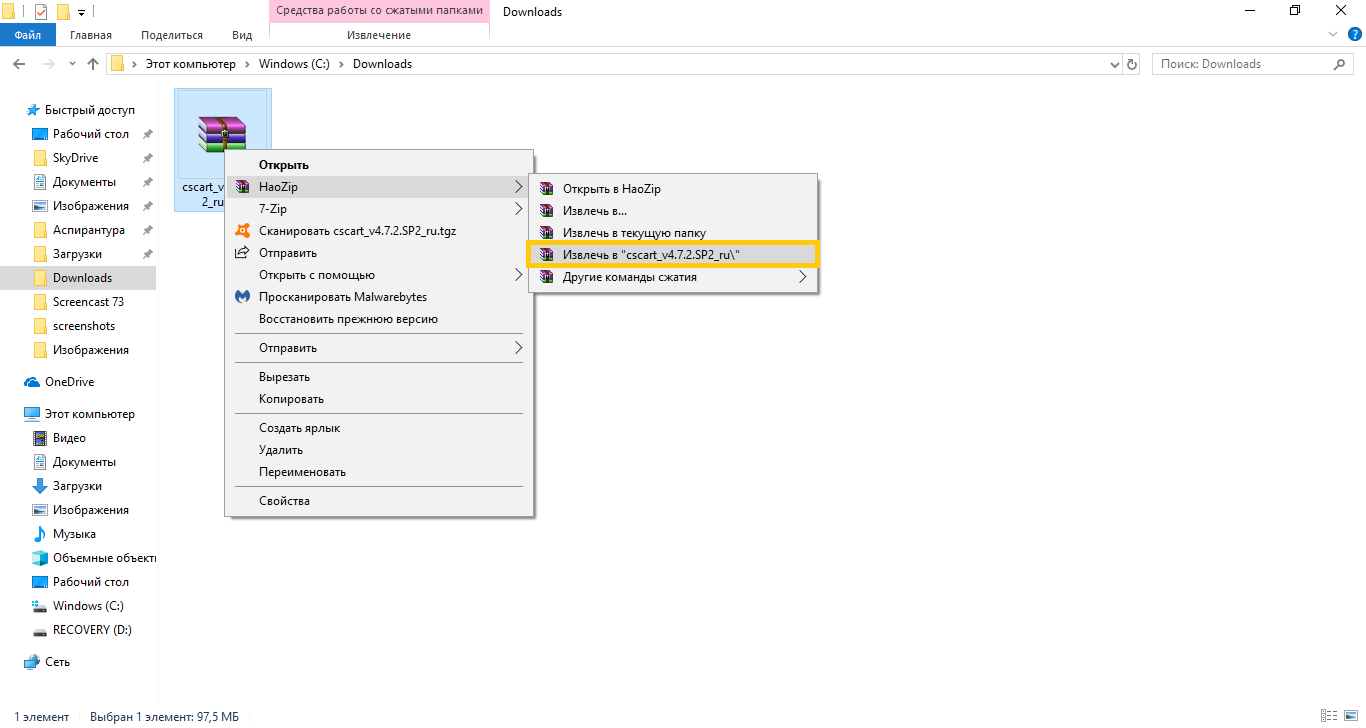 Средства работы со сжатыми папками
Downloads
Файл
Главная
Поделиться
Вид
Извлечение
Этот компьютер
Windows (C:)
Downloads
Поиск: Downloads
Быстрый доступ
Рабочий стол
SkyDrive
Документы
Изображения
Аспирантура
Загрузки
Downloads
Screencast 73
screenshots
Изображения
OneDrive
Этот компьютер
Видео
Документы
Загрузки
Изображения
Музыка
Объемные объекты
Рабочий стол
Windows (C:)
RECOVERY (D:)
Сеть
cscart_v
2_ru
Открыть
HaoZip
7-Zip
Сканировать cscart_v4.7.2.SP2_ru.tgz
Отправить
Открыть с помощью
Просканировать Malwarebytes
Восстановить прежнюю версию
Отправить
Вырезать
Копировать
Создать ярлык
Удалить
Переименовать
Свойства
Открыть в HaoZip
Извлечь в...
Извлечь в текущую папку
Извлечь в "cscart_v4.7.2.SP2_ru\"
Другие команды сжатия
1 элемент
Выбран 1 элемент: 97,5 МБ